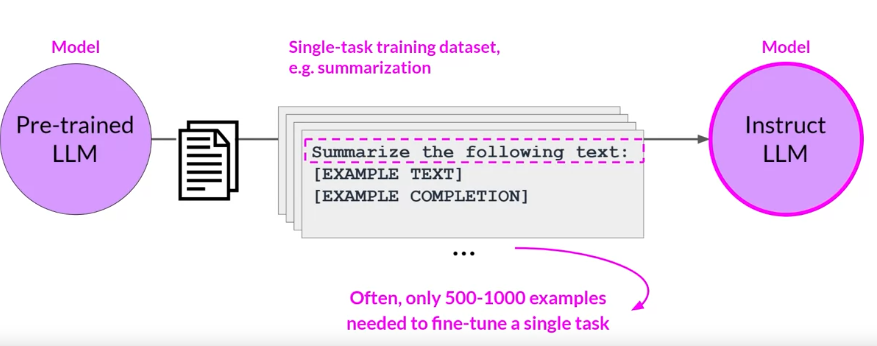 Model
Single-task training dataset,
e.g. summarization
Model
Pre-trained
LLM
Summarize the following text:
[EXAMPLE TEXT]
[EXAMPLE COMPLETION]
...
Instruct
LLM
Often, only 500-1000 examples
needed to fine-tune a single task